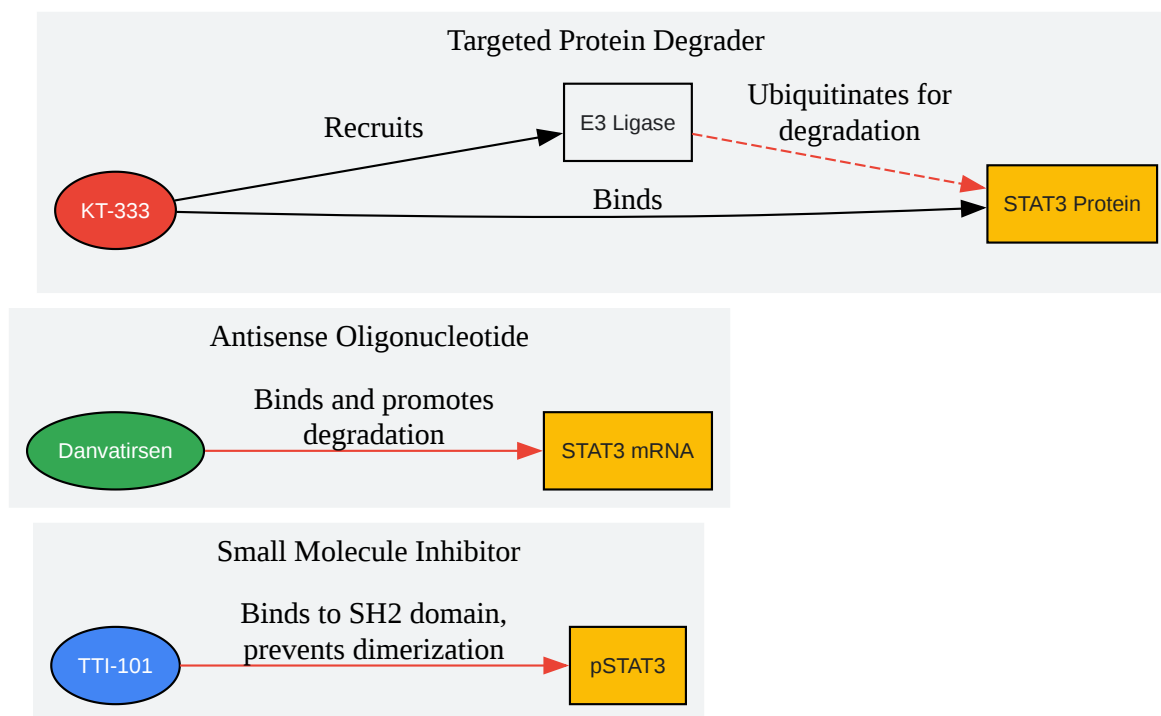 Targeted Protein Degrader
Recruits
E3 Ligase
Ubiquitinates for
degradation
KT-333
Binds
STAT3 Protein
Antisense Oligonucleotide
Danvatirsen
Binds and promotes
degradation
STAT3 mRNA
Small Molecule Inhibitor
TTI-101
Binds to SH2 domain,
prevents dimerization
pSTAT3